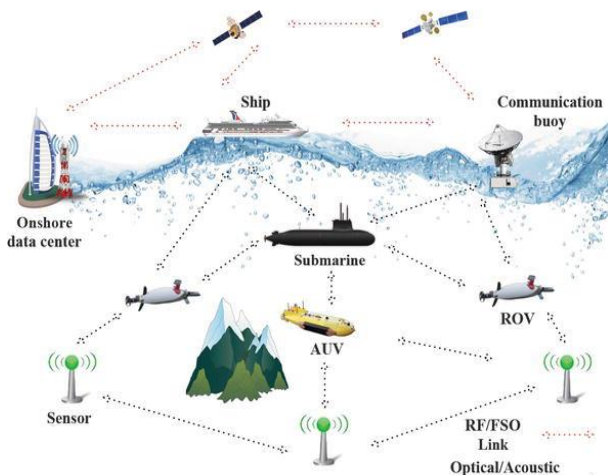 Ship
Communication
buoy
Onshore
data center
Submarine
ROV
AUV
Sensor
RF/FSO
Link
Optical/Acoustic